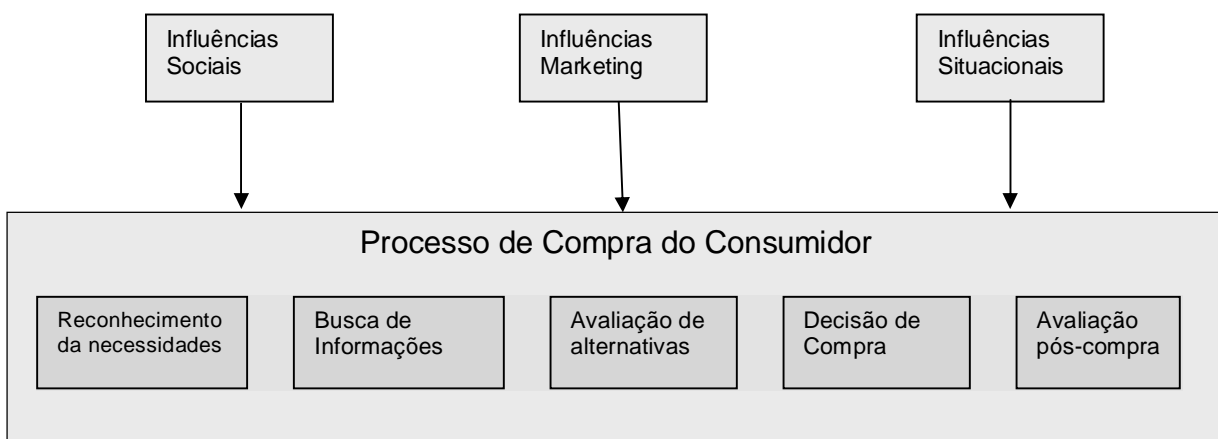 Influências
Sociais
Influências
Marketing
Influências
Situacionais
Processo de Compra do Consumidor
Reconhecimento
da necessidades
Busca de
Informações
Avaliação de
alternativas
Decisão de
Compra
Avaliação
pós-compra